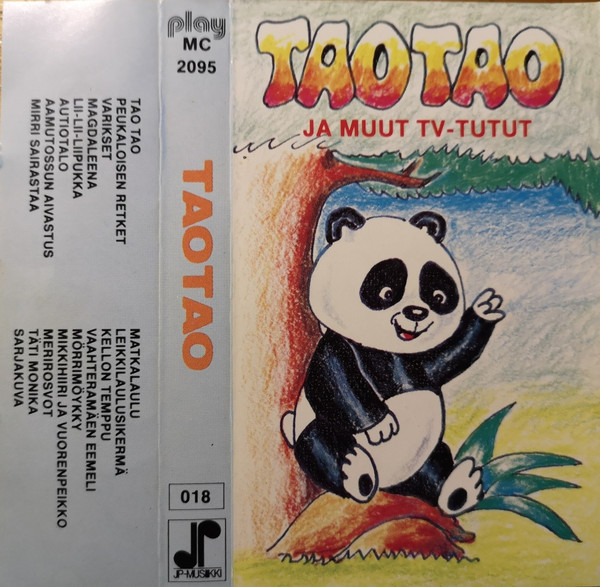 TAO TAO
PEUKALOISEN RETKET
VARIKSET
MAGDALEENA
LII-LII-LIIPUKKA
AUTIOTALO
AAMUTOSSUN AIVASTUS
MIRRI SAIRASTAA
MATKALAULU
LEIKKILAULUSIKERMÄ
KELLON TEMPPU
VAAHTERAMÄEN EEMELI
MÖRRIMÖYKKY
MIKKIHIIRI JA VUORENPEIKKO
MERIROSVOT
TÄTI MONIKA
SARJAKUVA
play
MC
2095
TAOTAO
018
JP-MUSIIKKI
TAOTAO
JA MUUT TV-TUTUT